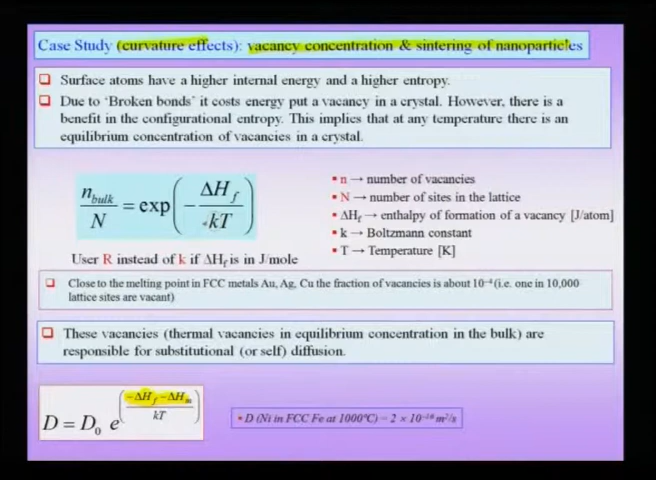 Case Study (curvature effects): vacancy concentration & sintering of nanoparticles
❑ Surface atoms have a higher internal energy and a higher entropy.
❑ Due to 'Broken bonds' it costs energy put a vacancy in a crystal. However, there is a
benefit in the configurational entropy. This implies that at any temperature there is an
equilibrium concentration of vacancies in a crystal.
n_bulk / N = exp(−ΔH_f / kT)
User R instead of k if ΔH_f is in J/mole
▪ n → number of vacancies
▪ N → number of sites in the lattice
▪ ΔH_f → enthalpy of formation of a vacancy [J/atom]
▪ k → Boltzmann constant
▪ T → Temperature [K]
❑ Close to the melting point in FCC metals Au, Ag, Cu the fraction of vacancies is about 10⁻⁴ (i.e. one in 10,000
lattice sites are vacant)
❑ These vacancies (thermal vacancies in equilibrium concentration in the bulk) are
responsible for substitutional (or self) diffusion.
D = D₀ e^((−ΔH_f −ΔH_m) / kT)
▪ D (Ni in FCC Fe at 1000ºC) = 2 × m²/s